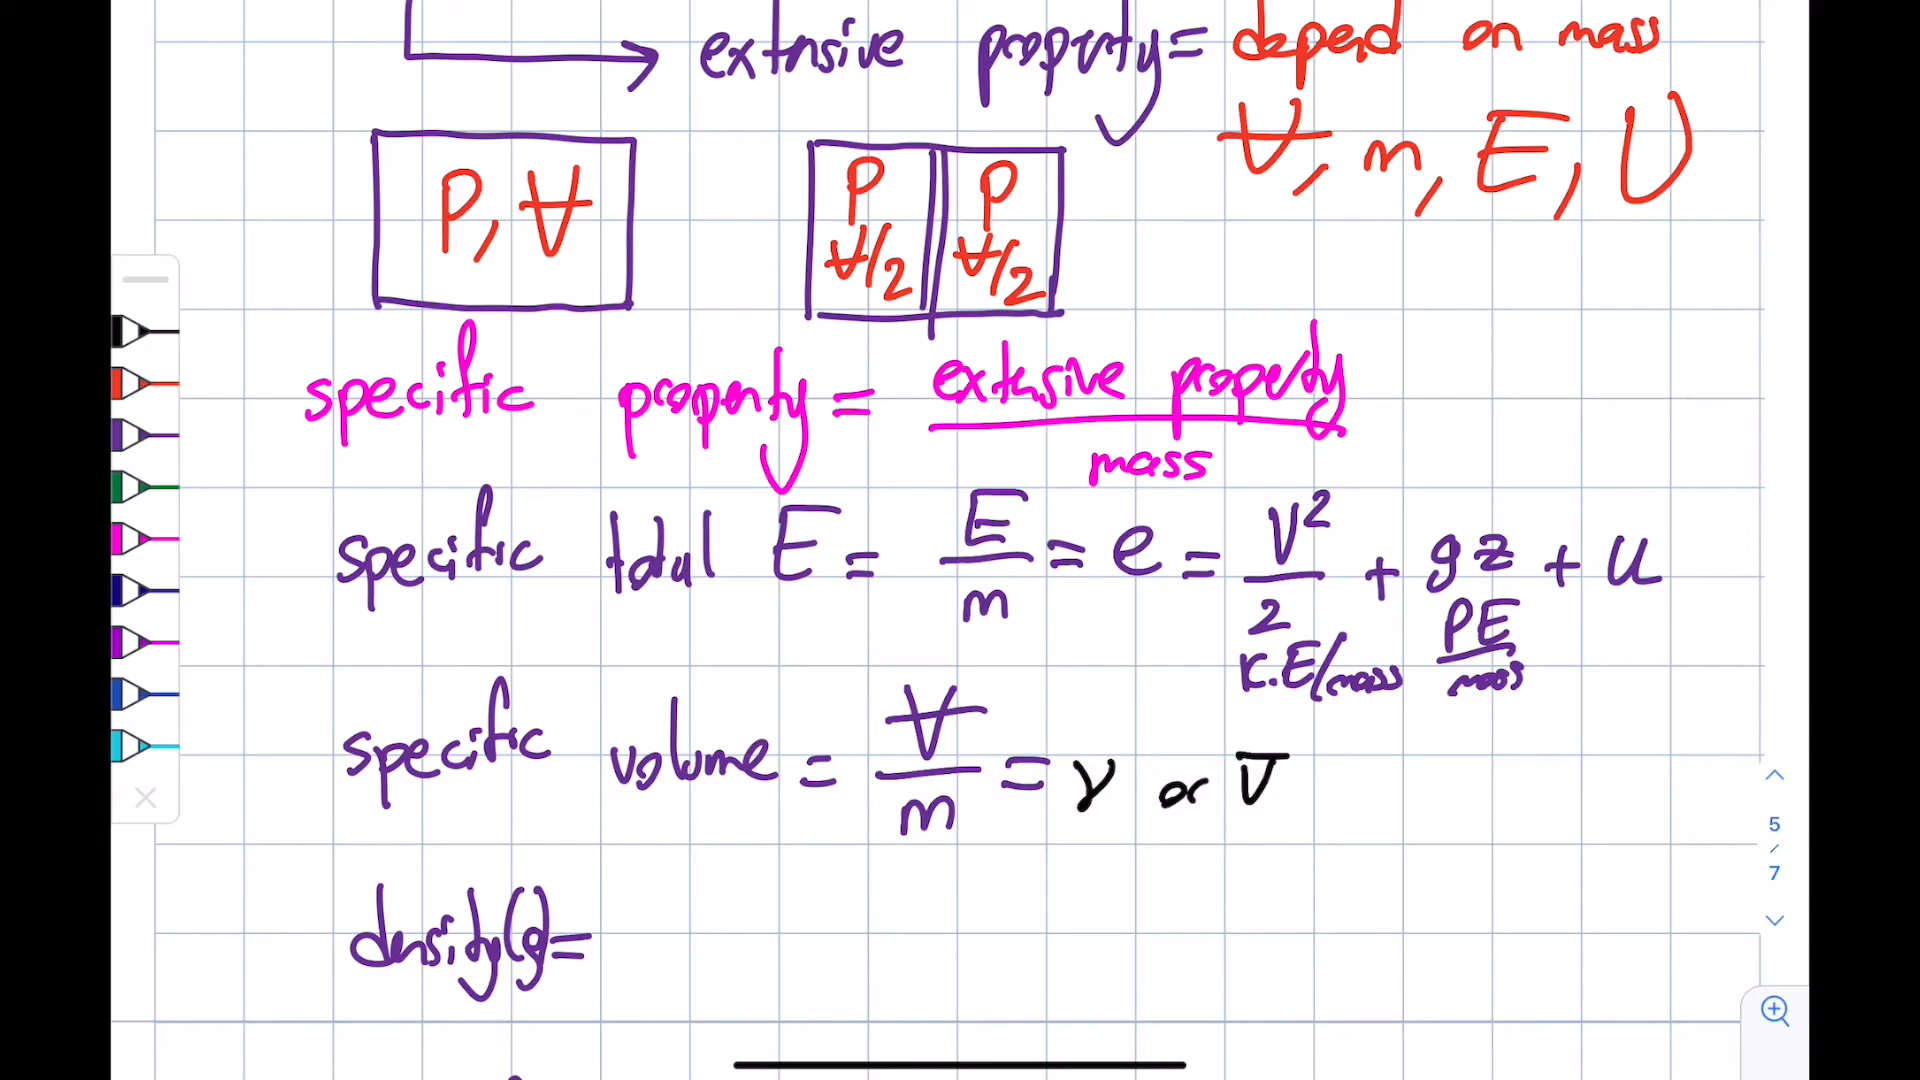 extensive property = depend on mass
V, m, E, U
P, V
P P
V/2 V/2
specific property = extensive property / mass
specific total E = E/m = e = V²/2 + gz + u
K.E/mass PE/mass
specific volume = V/m = ν or v̅
density(ρ)=
5
/
7